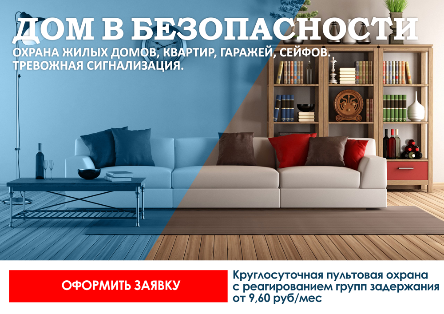 ДОМ В БЕЗОПАСНОСТИ
ОХРАНА ЖИЛЫХ ДОМОВ, КВАРТИР, ГАРАЖЕЙ, СЕЙФОВ.
ТРЕВОЖНАЯ СИГНАЛИЗАЦИЯ.
ОФОРМИТЬ ЗАЯВКУ
Круглосуточная пультовая охрана
с реагированием групп задержания
от 9,60 руб/мес